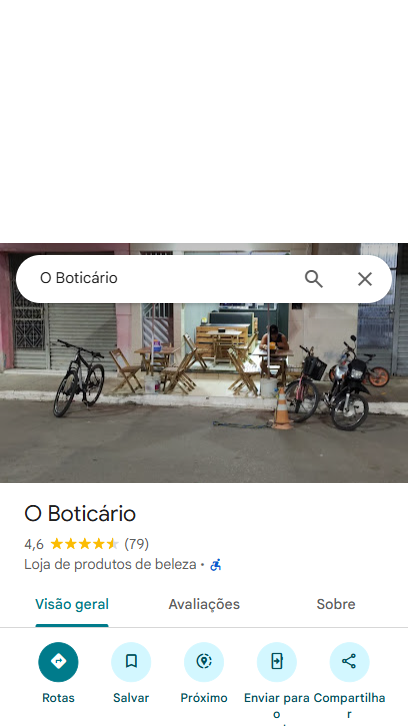 O Boticário
O Boticário
4,6 (79)
Loja de produtos de beleza ·
Visão geral Avaliações Sobre
Rotas Salvar Próximo Enviar para o Compartilhar